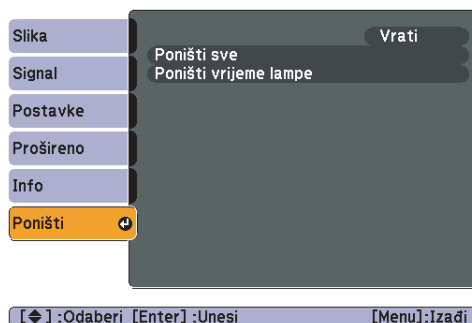 Slika
Signal
Postavke
Prošireno
Info
Poništi
Vrati
Poništi sve
Poništi vrijeme lampe
[◆] :Odaberi [Enter] :Unesi [Menu]:Izađi